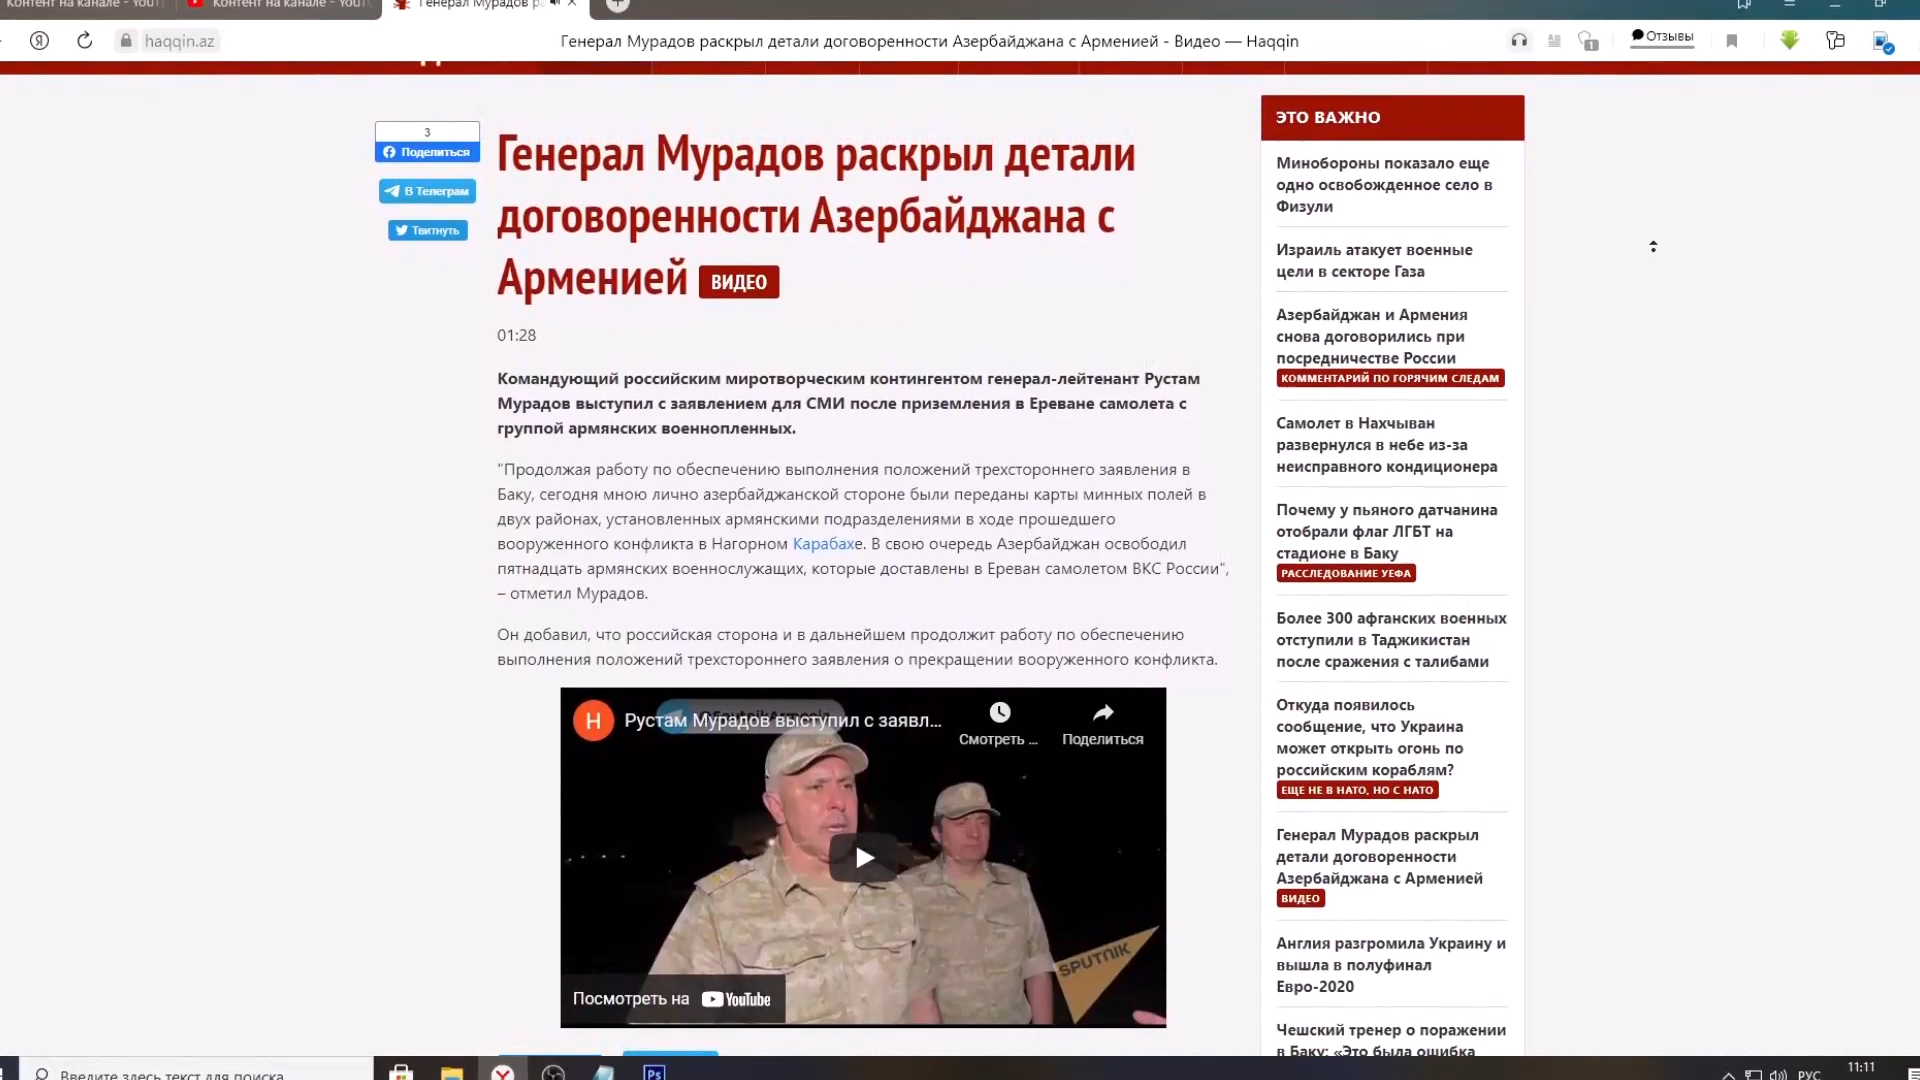 Контент на канале - YouT
Контент на канале - YouT
Генерал Мурадов р
haqqin.az
Генерал Мурадов раскрыл детали договоренности Азербайджана с Арменией - Видео — Haqqin
1
Отзывы
3
Поделиться
В Телеграм
Твитнуть
Генерал Мурадов раскрыл детали
договоренности Азербайджана с
Арменией ВИДЕО
01:28
Командующий российским миротворческим контингентом генерал-лейтенант Рустам
Мурадов выступил с заявлением для СМИ после приземления в Ереване самолета с
группой армянских военнопленных.
"Продолжая работу по обеспечению выполнения положений трехстороннего заявления в
Баку, сегодня мною лично азербайджанской стороне были переданы карты минных полей в
двух районах, установленных армянскими подразделениями в ходе прошедшего
вооруженного конфликта в Нагорном Карабахе. В свою очередь Азербайджан освободил
пятнадцать армянских военнослужащих, которые доставлены в Ереван самолетом ВКС России",
– отметил Мурадов.
Он добавил, что российская сторона и в дальнейшем продолжит работу по обеспечению
выполнения положений трехстороннего заявления о прекращении вооруженного конфликта.
Н
Рустам Мурадов выступил с заявл...
Смотреть ...
Поделиться
SPUTNIK
Посмотреть на YouTube
ЭТО ВАЖНО
Минобороны показало еще
одно освобожденное село в
Физули
Израиль атакует военные
цели в секторе Газа
Азербайджан и Армения
снова договорились при
посредничестве России
КОММЕНТАРИЙ ПО ГОРЯЧИМ СЛЕДАМ
Самолет в Нахчыван
развернулся в небе из-за
неисправного кондиционера
Почему у пьяного датчанина
отобрали флаг ЛГБТ на
стадионе в Баку
РАССЛЕДОВАНИЕ УЕФА
Более 300 афганских военных
отступили в Таджикистан
после сражения с талибами
Откуда появилось
сообщение, что Украина
может открыть огонь по
российским кораблям?
ЕЩЕ НЕ В НАТО, НО С НАТО
Генерал Мурадов раскрыл
детали договоренности
Азербайджана с Арменией
ВИДЕО
Англия разгромила Украину и
вышла в полуфинал
Евро-2020
Чешский тренер о поражении
в Баку: «Это была ошибка
Введите здесь текст для поиска
Ps
РУС
11:11